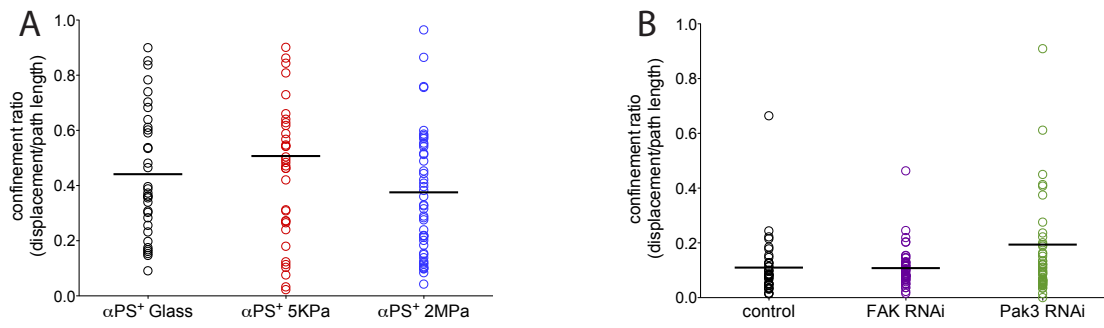 A
confinement ratio
(displacement/path length)
1.0
0.8
0.6
0.4
0.2
0.0
αPS⁺ Glass
αPS⁺ 5KPa
αPS⁺ 2MPa
B
confinement ratio
(displacement/path length)
1.0
0.8
0.6
0.4
0.2
0.0
control
FAK RNAi
Pak3 RNAi